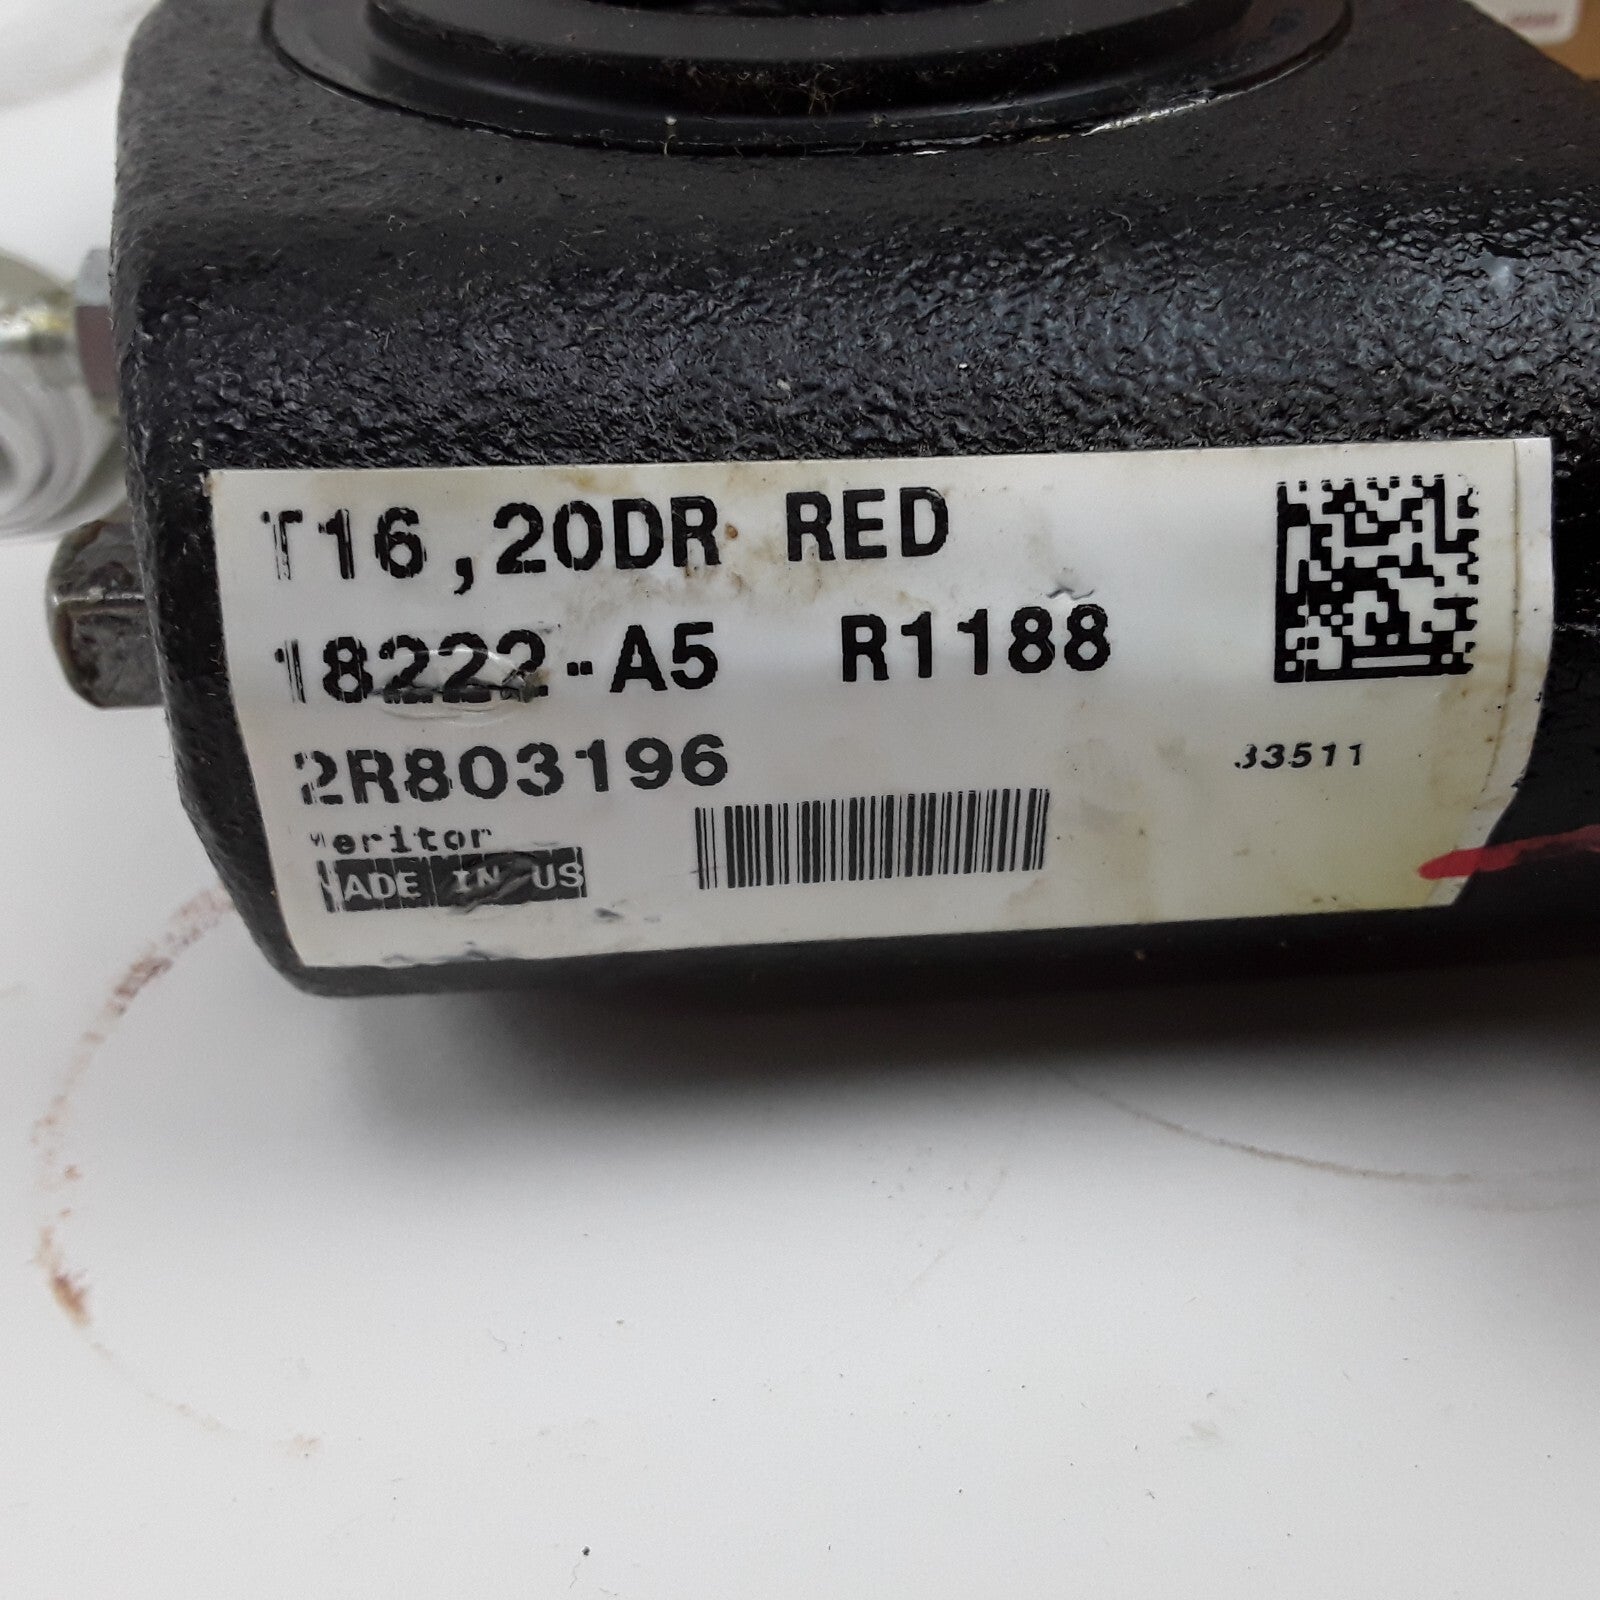 T16,20DR RED
18222-A5 R1188
2R803196
33511
Meritor
MADE IN US